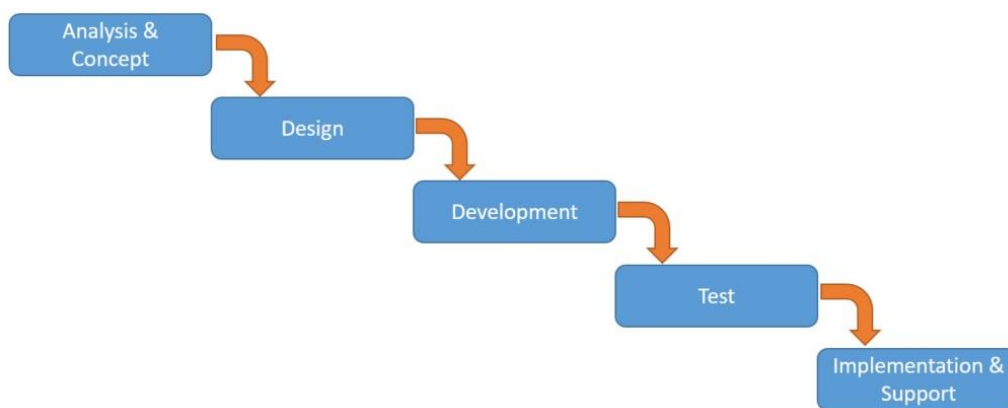 Analysis &
Concept
Design
Development
Test
Implementation &
Support